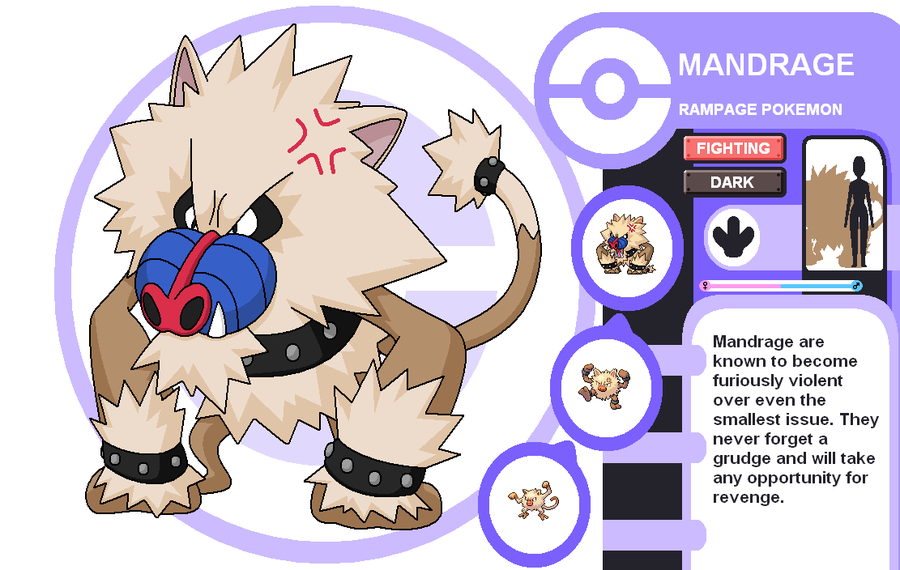 MANDRAGE
RAMPAGE POKEMON
FIGHTING
DARK
♀ ♂
Mandrage are
known to become
furiously violent
over even the
smallest issue. They
never forget a
grudge and will take
any opportunity for
revenge.